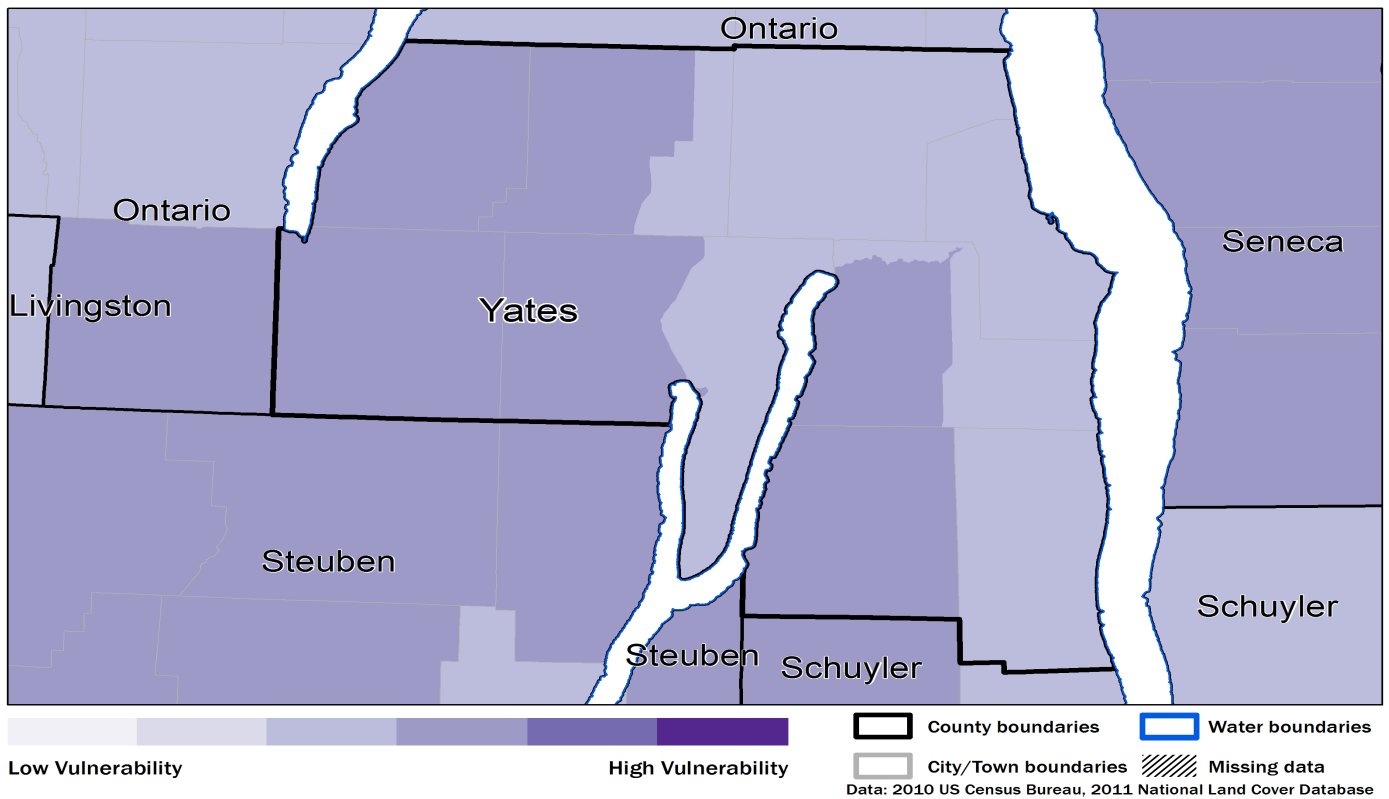 Ontario
Ontario
Seneca
Livingston
Yates
Steuben
Schuyler
Steuben
Schuyler
Low Vulnerability
High Vulnerability
County boundaries
Water boundaries
City/Town boundaries
Missing data
Data: 2010 US Census Bureau, 2011 National Land Cover Database